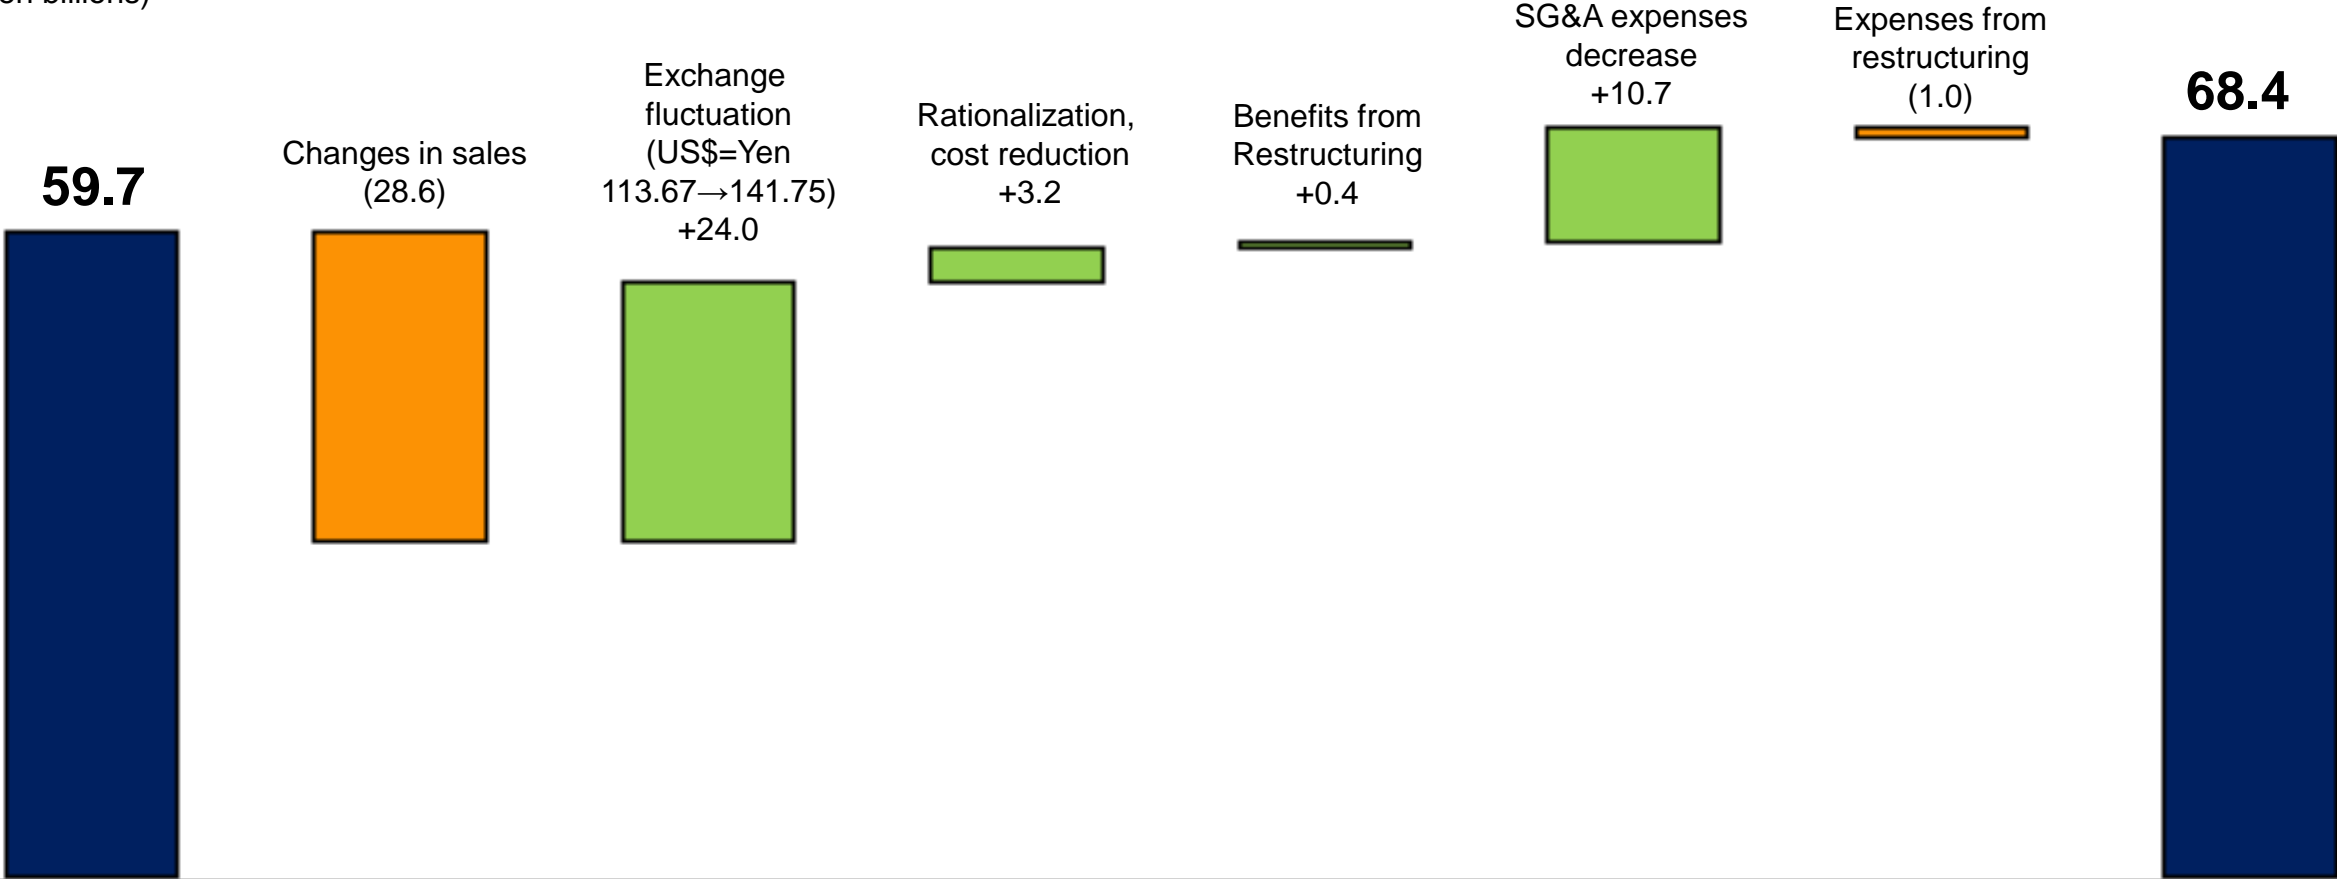 billions)
59.7
Changes in sales
(28.6)
Exchange
fluctuation
(US$=Yen
113.67→141.75)
+24.0
Rationalization,
cost reduction
+3.2
Benefits from
Restructuring
+0.4
SG&A expenses
decrease
+10.7
Expenses from
restructuring
(1.0)
68.4